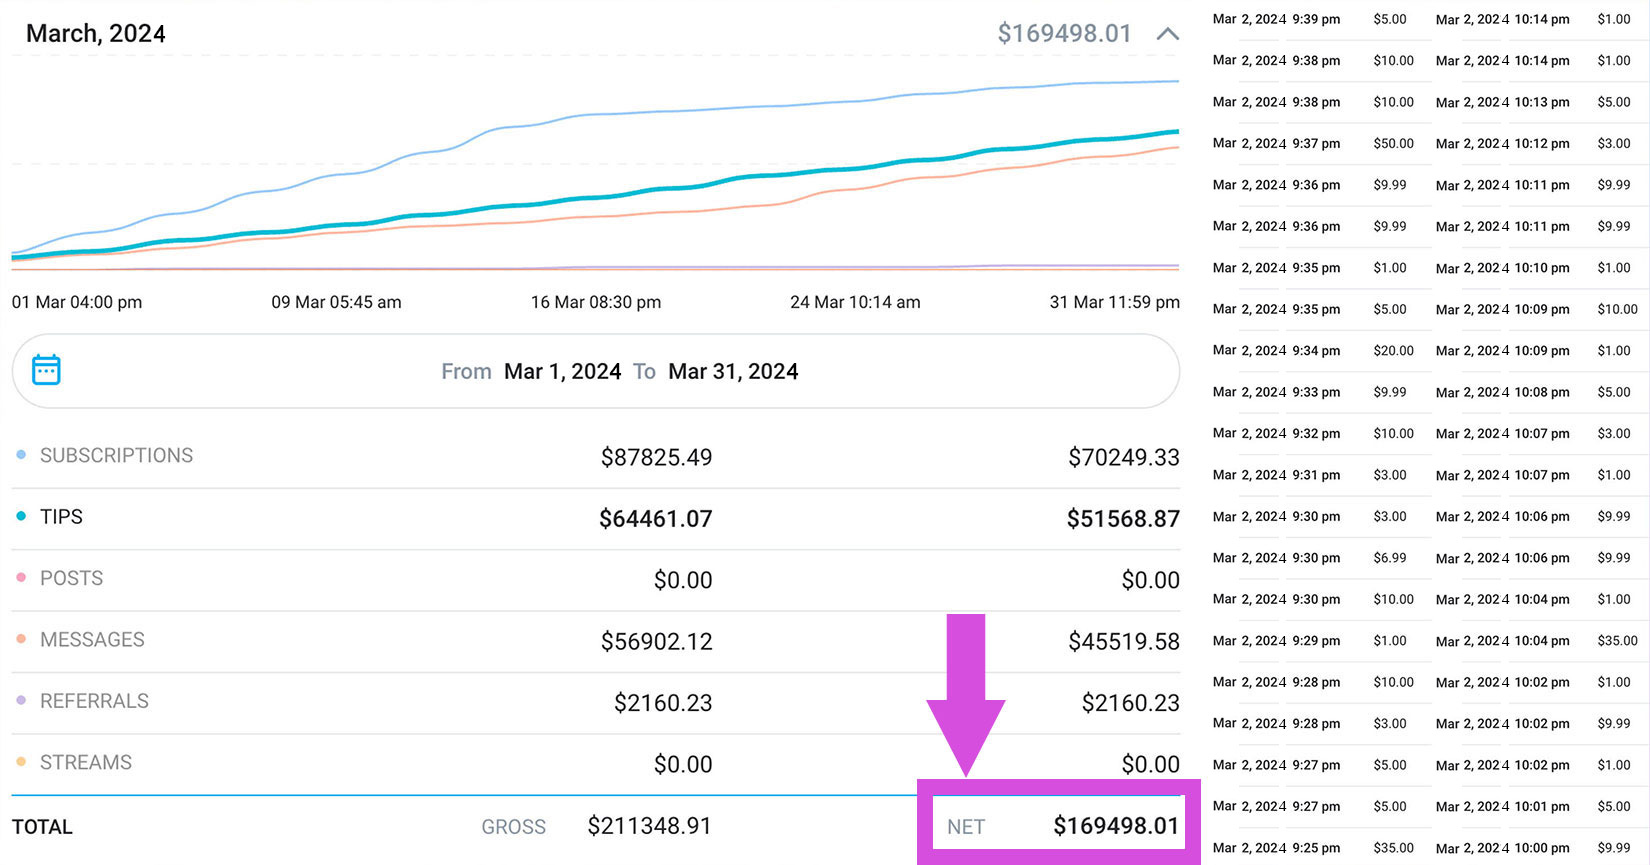 March, 2024 $169498.01
01 Mar 04:00 pm 09 Mar 05:45 am 16 Mar 08:30 pm 24 Mar 10:14 am 31 Mar 11:59 pm
From Mar 1, 2024 To Mar 31, 2024
SUBSCRIPTIONS $87825.49 $70249.33
TIPS $64461.07 $51568.87
POSTS $0.00 $0.00
MESSAGES $56902.12 $45519.58
REFERRALS $2160.23 $2160.23
STREAMS $0.00 $0.00
TOTAL GROSS $211348.91 NET $169498.01
Mar 2, 2024 9:39 pm $5.00 Mar 2, 2024 10:14 pm $1.00
Mar 2, 2024 9:38 pm $10.00 Mar 2, 2024 10:14 pm $1.00
Mar 2, 2024 9:38 pm $10.00 Mar 2, 2024 10:13 pm $5.00
Mar 2, 2024 9:37 pm $50.00 Mar 2, 2024 10:12 pm $3.00
Mar 2, 2024 9:36 pm $9.99 Mar 2, 2024 10:11 pm $9.99
Mar 2, 2024 9:36 pm $9.99 Mar 2, 2024 10:11 pm $9.99
Mar 2, 2024 9:35 pm $1.00 Mar 2, 2024 10:10 pm $1.00
Mar 2, 2024 9:35 pm $5.00 Mar 2, 2024 10:09 pm $10.00
Mar 2, 2024 9:34 pm $20.00 Mar 2, 2024 10:09 pm $1.00
Mar 2, 2024 9:33 pm $9.99 Mar 2, 2024 10:08 pm $5.00
Mar 2, 2024 9:32 pm $10.00 Mar 2, 2024 10:07 pm $3.00
Mar 2, 2024 9:31 pm $3.00 Mar 2, 2024 10:07 pm $1.00
Mar 2, 2024 9:30 pm $3.00 Mar 2, 2024 10:06 pm $9.99
Mar 2, 2024 9:30 pm $6.99 Mar 2, 2024 10:06 pm $9.99
Mar 2, 2024 9:30 pm $10.00 Mar 2, 2024 10:04 pm $1.00
Mar 2, 2024 9:29 pm $1.00 Mar 2, 2024 10:04 pm $35.00
Mar 2, 2024 9:28 pm $10.00 Mar 2, 2024 10:02 pm $1.00
Mar 2, 2024 9:28 pm $3.00 Mar 2, 2024 10:02 pm $9.99
Mar 2, 2024 9:27 pm $5.00 Mar 2, 2024 10:02 pm $1.00
Mar 2, 2024 9:27 pm $5.00 Mar 2, 2024 10:01 pm $5.00
Mar 2, 2024 9:25 pm $35.00 Mar 2, 2024 10:00 pm $9.99